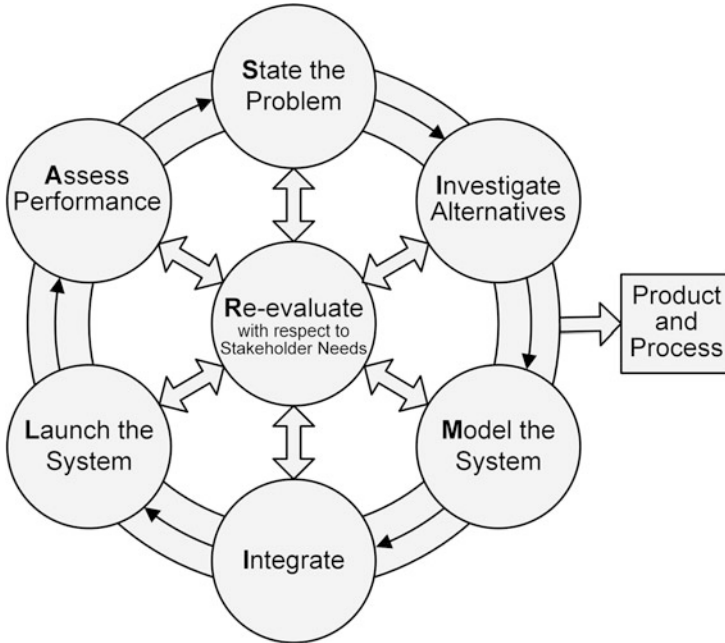 State the
Problem
Investigate
Alternatives
Model the
System
Integrate
Launch the
System
Assess
Performance
Re-evaluate
with respect to
Stakeholder Needs
Product
and
Process